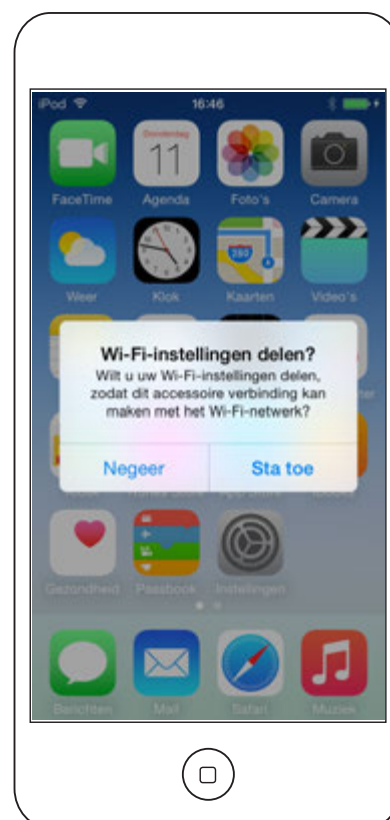 iPod 16:46
Donderdag
11
FaceTime Agenda Foto's Camera
280
Weer Klok Kaarten Video's
Wi-Fi-instellingen delen?
Wilt u uw Wi-Fi-instellingen delen,
zodat dit accessoire verbinding kan
maken met het Wi-Fi-netwerk?
Negeer Sta toe
Gezondheid Passbook Instellingen
Berichten Mail Safari Muziek